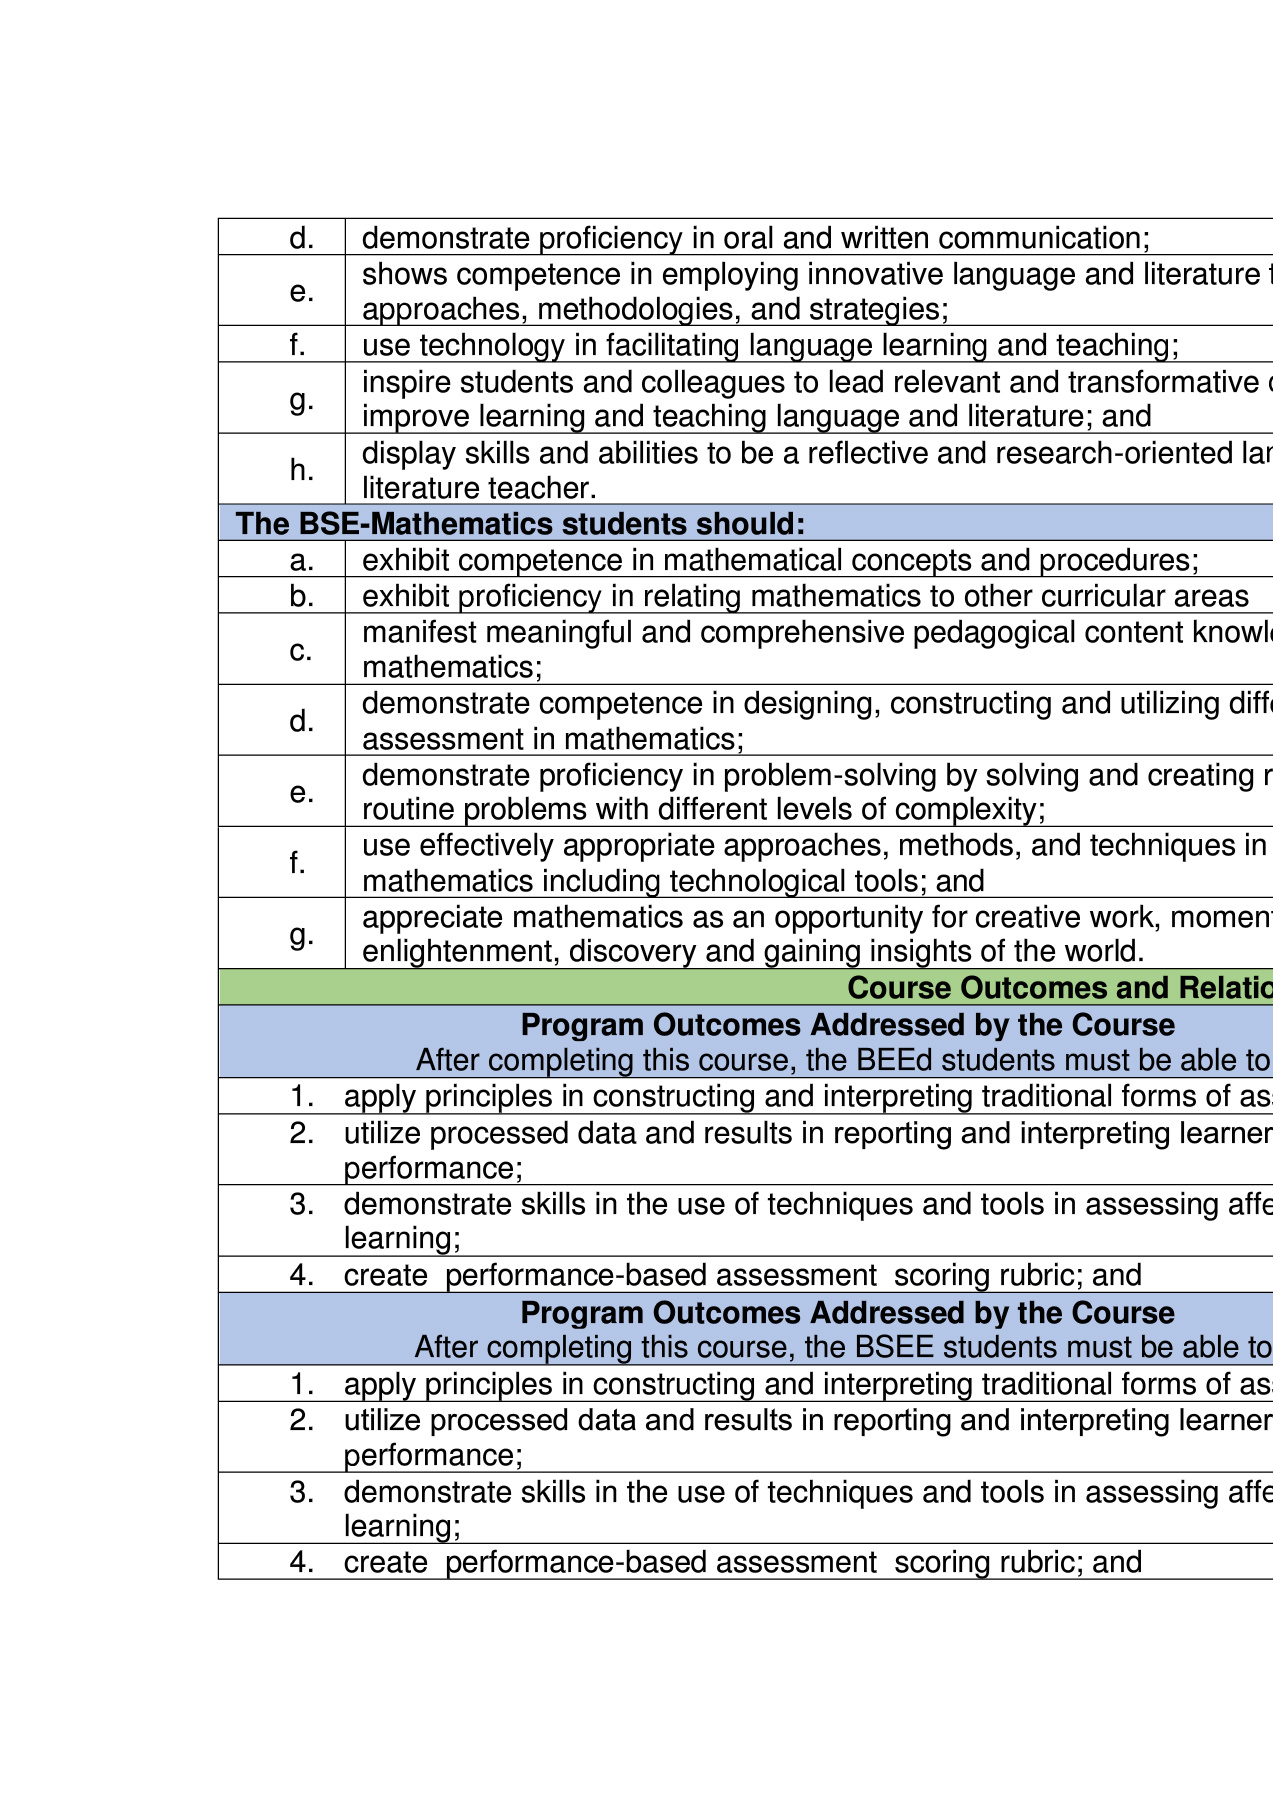 d. demonstrate proficiency in oral and written communication;
e. shows competence in employing innovative language and literature
approaches, methodologies, and strategies;
f. use technology in facilitating language learning and teaching;
g. inspire students and colleagues to lead relevant and transformative
improve learning and teaching language and literature; and
h. display skills and abilities to be a reflective and research-oriented
literature teacher.
The BSE-Mathematics students should:
a. exhibit competence in mathematical concepts and procedures;
b. exhibit proficiency in relating mathematics to other curricular areas
c. manifest meaningful and comprehensive pedagogical content
mathematics;
d. demonstrate competence in designing, constructing and utilizing
assessment in mathematics;
e. demonstrate proficiency in problem-solving by solving and creating
routine problems with different levels of complexity;
f. use effectively appropriate approaches, methods, and techniques in
mathematics including technological tools; and
g. appreciate mathematics as an opportunity for creative work,
enlightenment, discovery and gaining insights of the world.
Course Outcomes and
Program Outcomes Addressed by the Course
After completing this course, the BEEd students must be able to
1. apply principles in constructing and interpreting traditional forms of
2. utilize processed data and results in reporting and interpreting learner
performance;
3. demonstrate skills in the use of techniques and tools in assessing
learning;
4. create performance-based assessment scoring rubric; and
Program Outcomes Addressed by the Course
After completing this course, the BSEE students must be able to
1. apply principles in constructing and interpreting traditional forms of
2. utilize processed data and results in reporting and interpreting learner
performance;
3. demonstrate skills in the use of techniques and tools in assessing
learning;
4. create performance-based assessment scoring rubric; and